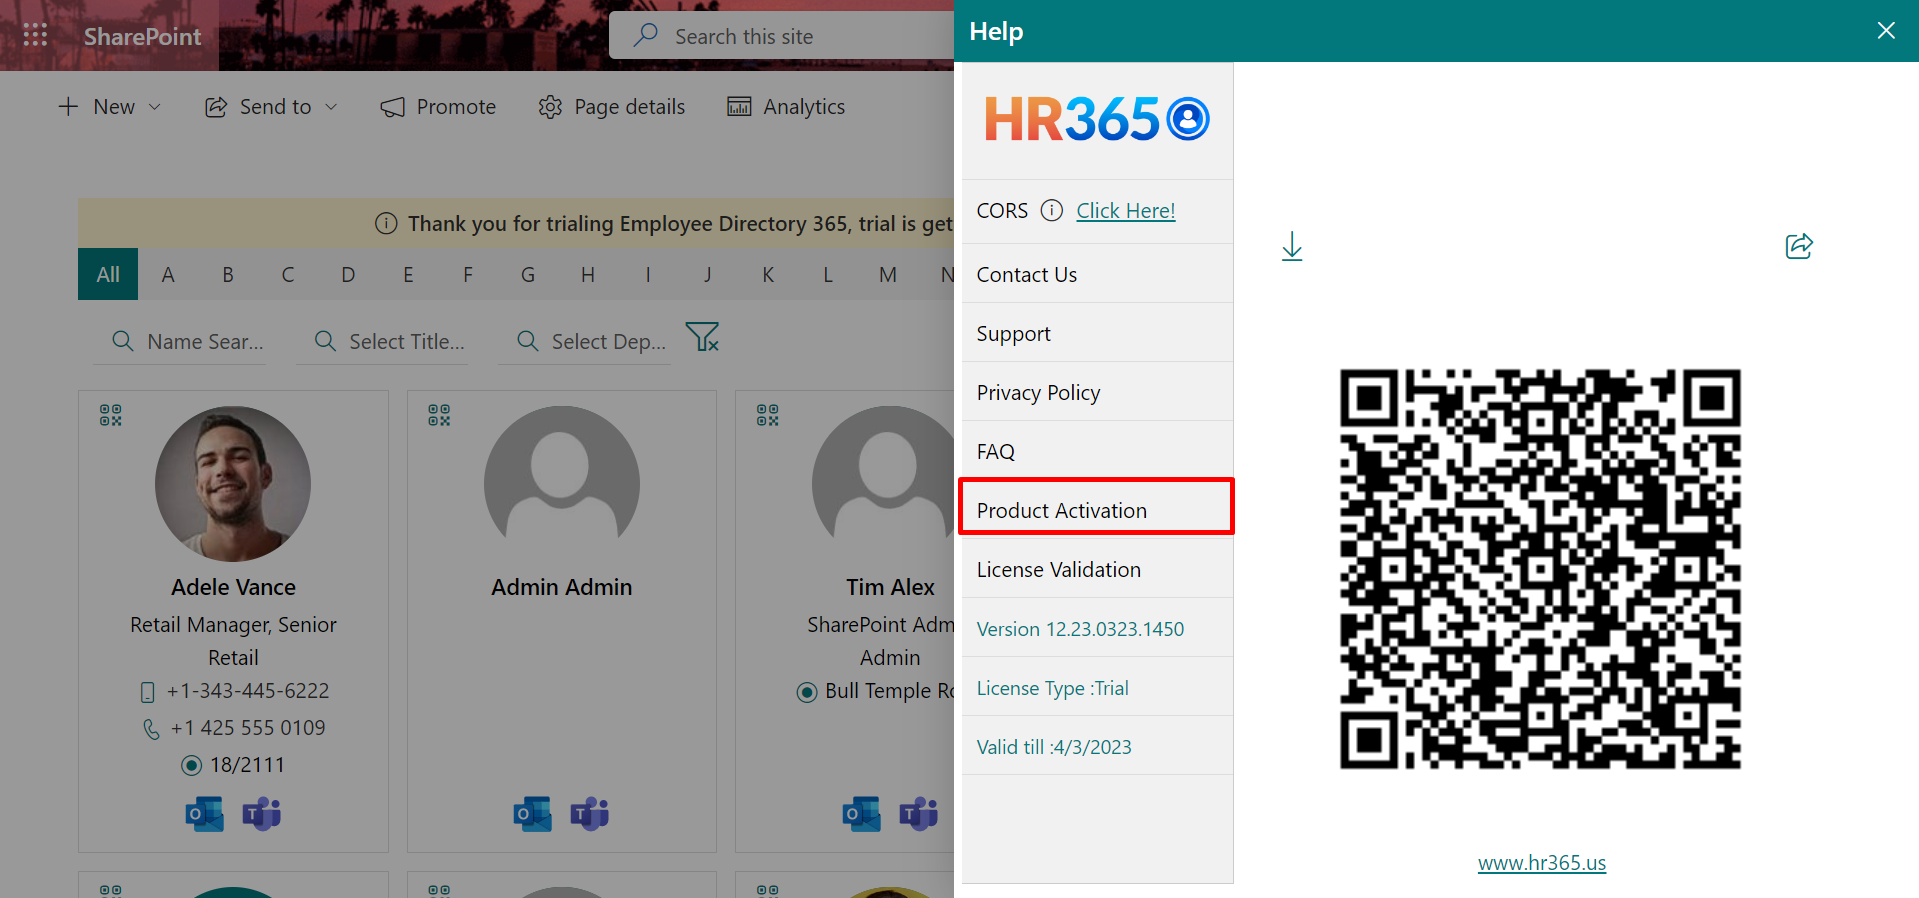 SharePoint
Search this site
New
Send to
Promote
Page details
Analytics
Thank you for trialing Employee Directory 365, trial is get
All A B C D E F G H I J K L M N
Name Sear...
Select Title...
Select Dep...
Adele Vance
Retail Manager, Senior
Retail
+1-343-445-6222
+1 425 555 0109
18/2111
Admin Admin
Tim Alex
SharePoint Adm
Admin
Bull Temple Ro
Help
HR365
CORS Click Here!
Contact Us
Support
Privacy Policy
FAQ
Product Activation
License Validation
Version 12.23.0323.1450
License Type :Trial
Valid till :4/3/2023
www.hr365.us